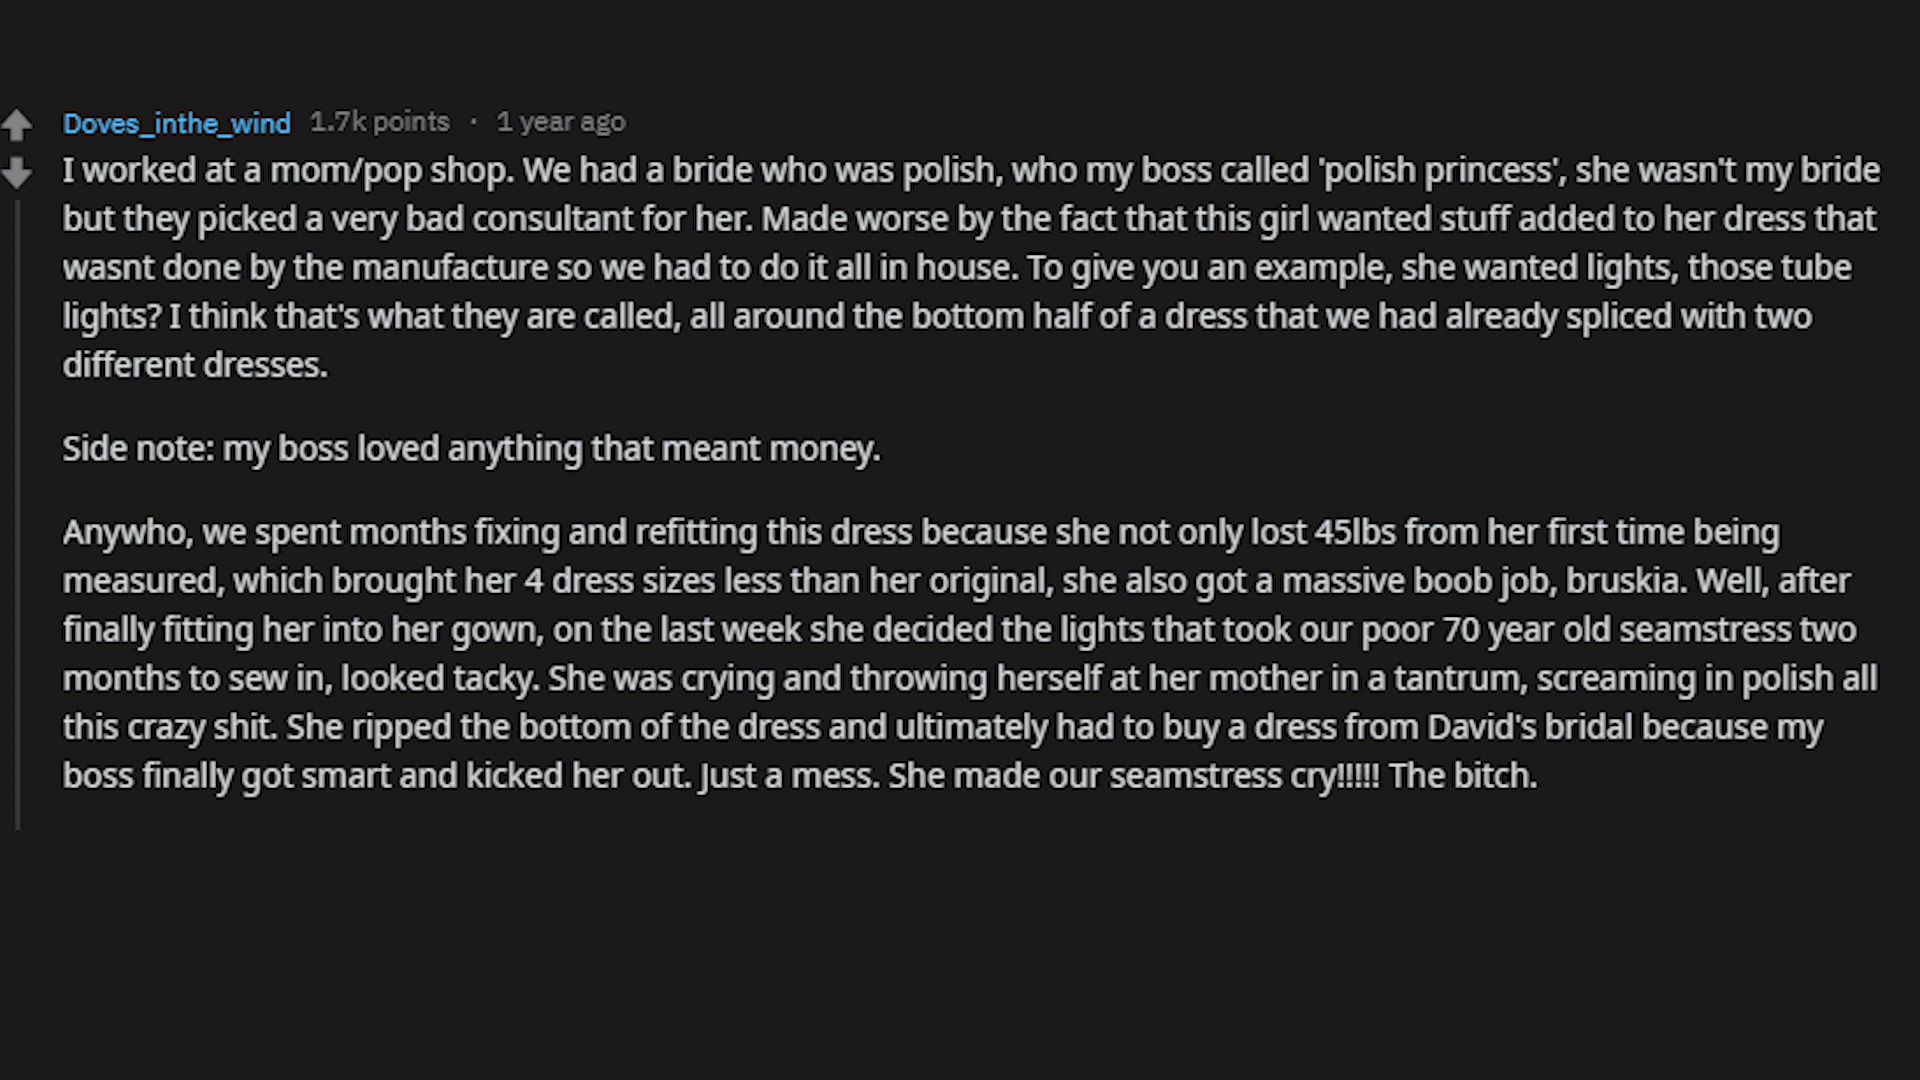 Doves_inthe_wind 1.7k points · 1 year ago
I worked at a mom/pop shop. We had a bride who was polish, who my boss called 'polish princess', she wasn't my bride
but they picked a very bad consultant for her. Made worse by the fact that this girl wanted stuff added to her dress that
wasnt done by the manufacture so we had to do it all in house. To give you an example, she wanted lights, those tube
lights? I think that's what they are called, all around the bottom half of a dress that we had already spliced with two
different dresses.
Side note: my boss loved anything that meant money.
Anywho, we spent months fixing and refitting this dress because she not only lost 45lbs from her first time being
measured, which brought her 4 dress sizes less than her original, she also got a massive boob job, bruskia. Well, after
finally fitting her into her gown, on the last week she decided the lights that took our poor 70 year old seamstress two
months to sew in, looked tacky. She was crying and throwing herself at her mother in a tantrum, screaming in polish all
this crazy shit. She ripped the bottom of the dress and ultimately had to buy a dress from David's bridal because my
boss finally got smart and kicked her out. Just a mess. She made our seamstress cry!!!!! The bitch.